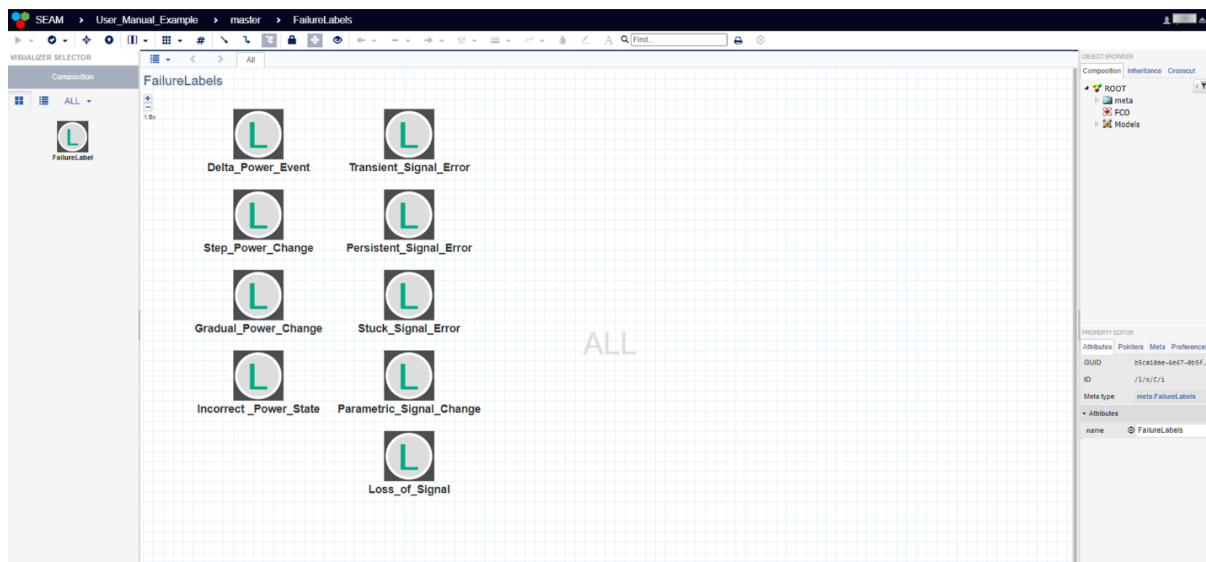 SEAM › User_Manual_Example › master › FailureLabels
Find...
VISUALIZER SELECTOR
Composition
ALL
FailureLabel
All
FailureLabels
1.6x
Delta_Power_Event
Transient_Signal_Error
Step_Power_Change
Persistent_Signal_Error
Gradual_Power_Change
Stuck_Signal_Error
Incorrect _Power_State
Parametric_Signal_Change
Loss_of_Signal
ALL
OBJECT BROWSER
Composition Inheritance Crosscut
ROOT
meta
FCO
Models
PROPERTY EDITOR
Attributes Pointers Meta Preferences
GUID
ID /1/x/C/i
Meta type meta.FailureLabels
Attributes
name FailureLabels